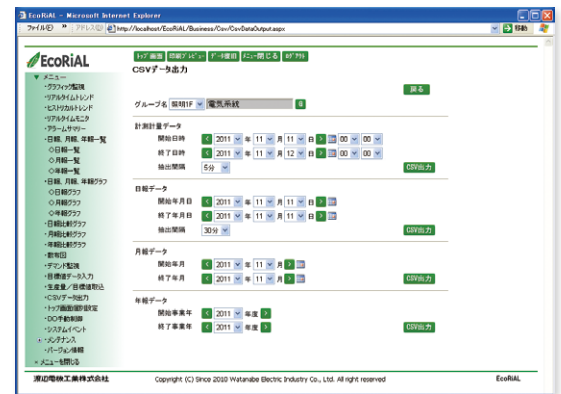 EcoRiAL - Microsoft Internet Explorer
ファイル(F) » アドレス(D) http://localhost/EcoRiAL/Business/Csv/CsvDataOutput.aspx 移動
EcoRiAL
トップ画面 印刷プレビュー データ復旧 メニュー閉じる ログアウト
CSVデータ出力
戻る
グループ名 照明1F 電気系統
計測計量データ
開始日時 < 2011 年 11 月 11 日 > 00 00
終了日時 < 2011 年 11 月 12 日 > 00 00
抽出間隔 5分 CSV出力
日報データ
開始年月日 < 2011 年 11 月 11 日 >
終了年月日 < 2011 年 11 月 11 日 >
抽出間隔 30分 CSV出力
月報データ
開始年月 < 2011 年 11 月 >
終了年月 < 2011 年 11 月 > CSV出力
年報データ
開始事業年 < 2011 年度 >
終了事業年 < 2011 年度 > CSV出力
▼ メニュー
・グラフィック監視
・リアルタイムトレンド
・ヒストリカルトレンド
・リアルタイムモニタ
・アラームサマリー
・日報、月報、年報一覧
◇日報一覧
◇月報一覧
◇年報一覧
・日報、月報、年報グラフ
◇日報グラフ
◇月報グラフ
◇年報グラフ
・日報比較グラフ
・月報比較グラフ
・年報比較グラフ
・散布図
・デマンド監視
・目標値データ入力
・生産量/目標値取込
・CSVデータ出力
・トップ画面個別設定
・DO手動制御
・システムイベント
・メンテナンス
・バージョン情報
メニューを閉じる
渡辺電機工業株式会社 Copyright (C) Since 2010 Watanabe Electric Industry Co., Ltd. All right reserved EcoRiAL